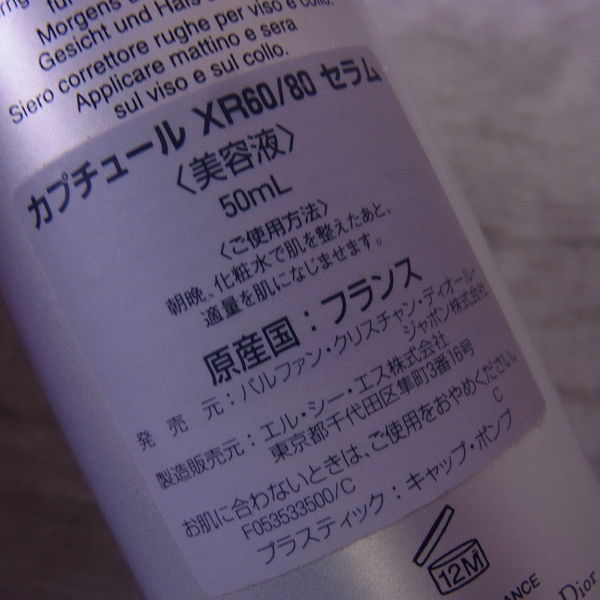 für
Morgens
Gesicht und Hals
Siero correttore rughe per viso e collo.
Applicare mattino e sera
sul viso e sul collo.
カプチュール XR60/80 セラム
〈美容液〉
50mL
〈ご使用方法〉
朝晩、化粧水で肌を整えたあと、
適量を肌になじませます。
原産国：フランス
発 売 元：パルファン・クリスチャン・ディオール・
ジャポン株式会社
製造販売元：エル・シー・エス株式会社
東京都千代田区隼町3番16号
お肌に合わないときは、ご使用をおやめください。
F053533500/C
C
プラスティック：キャップ・ポンプ
12M
Dior